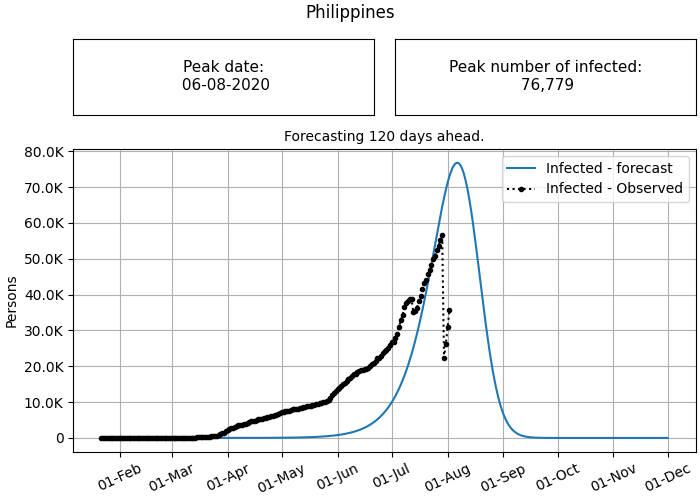 Philippines
Peak date:
06-08-2020
Peak number of infected:
76,779
Forecasting 120 days ahead.
80.0K
70.0K
60.0K
50.0K
40.0K
30.0K
20.0K
10.0K
0
Persons
Infected - forecast
Infected - Observed
01-Feb
01-Mar
01-Apr
01-May
01-Jun
01-Jul
01-Aug
01-Sep
01-Oct
01-Nov
01-Dec